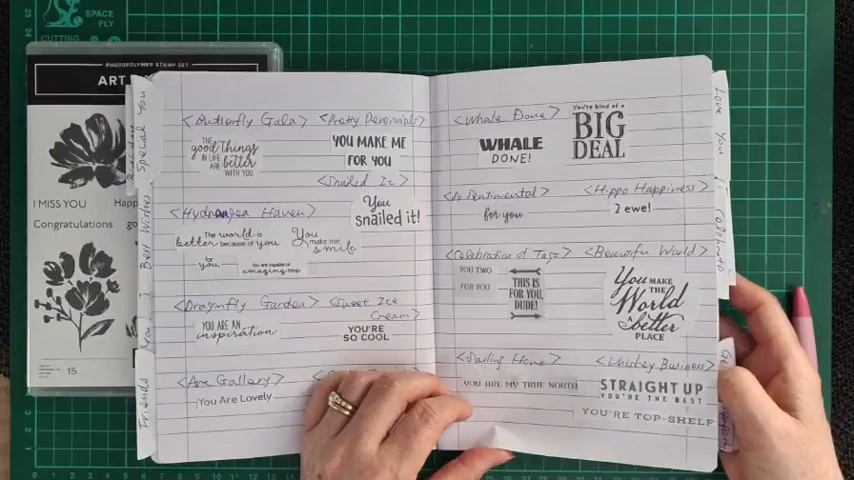 SPACE
FLY
CUTTING
PHOTOPOLYMER STAMP SET
ART
I MISS YOU
Congratulations
15
Special You
Best Wishes
Friends
<Butterfly Gala>
THE
good things
IN LIFE
ARE better
WITH YOU
<Pretty Perennials>
YOU MAKE ME
FOR YOU
<Snailed It>
You
snailed it!
<Hydrangea Haven>
The world is
better because of you
for
you
You
make me
smile
You are capable of
amazing things
<Dragonfly Garden>
YOU ARE AN
inspiration
<Sweet Ice
Cream>
YOU'RE
SO COOL
<Art Gallery>
You Are Lovely
<Whale Done>
WHALE
DONE!
You're kind of a
BIG
DEAL
<So Sentimental>
for you
<Hippo Happiness>
2 ewe!
<Celebration of Tags>
YOU TWO
FOR YOU
THIS IS
FOR YOU,
DUDE!
<Beautiful World>
You MAKE
THE
World
a better
PLACE
<Sailing Home>
YOU ARE MY TRUE NORTH
<Whiskey Business>
STRAIGHT UP
YOU'RE THE BEST
YOU'RE TOP-SHELF
Love You